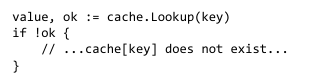 value, ok := cache.Lookup(key)
if !ok {
    // ...cache[key] does not exist...
}